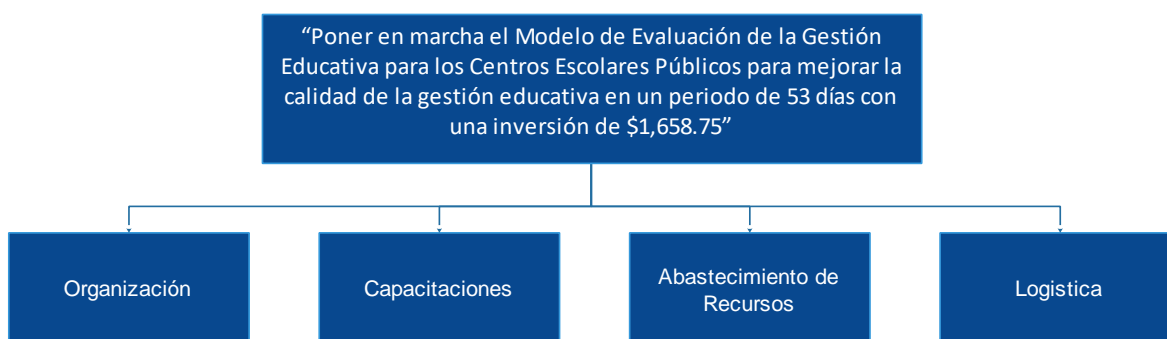 “Poner en marcha el Modelo de Evaluación de la Gestión
Educativa para los Centros Escolares Públicos para mejorar la
calidad de la gestión educativa en un periodo de 53 días con
una inversión de $1,658.75”
Organización
Capacitaciones
Abastecimiento de
Recursos
Logistica